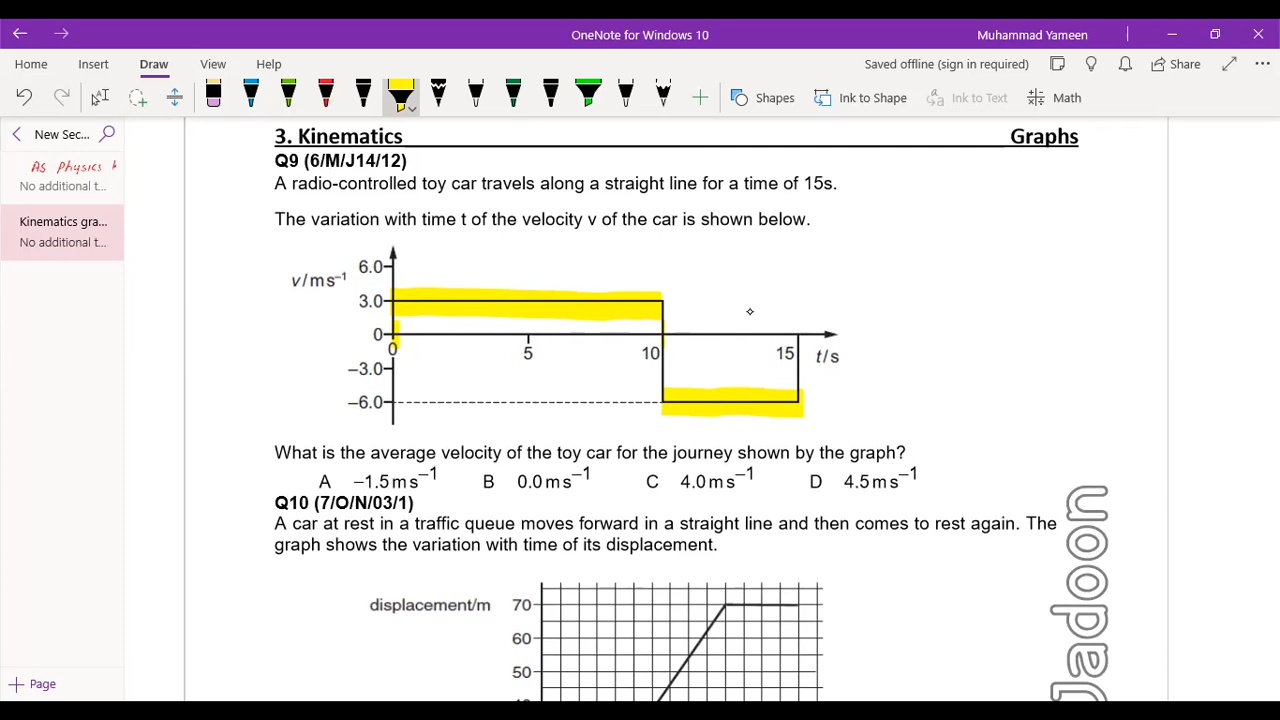 OneNote for Windows 10
Muhammad Yameen
Home Insert Draw View Help
Saved offline (sign in required)
Share
Shapes
Ink to Shape
Ink to Text
Math
New Sec...
3. Kinematics Graphs
As Physics
No additional t...
Kinematics gra...
No additional t...
Q9 (6/M/J14/12)
A radio-controlled toy car travels along a straight line for a time of 15s.
The variation with time t of the velocity v of the car is shown below.
v/ms⁻¹
6.0
3.0
0
−3.0
−6.0
0 5 10 15 t/s
What is the average velocity of the toy car for the journey shown by the graph?
A −1.5ms⁻¹ B 0.0ms⁻¹ C 4.0ms⁻¹ D 4.5ms⁻¹
Q10 (7/O/N/03/1)
A car at rest in a traffic queue moves forward in a straight line and then comes to rest again. The
graph shows the variation with time of its displacement.
displacement/m 70
60
50
Jadoon
Page